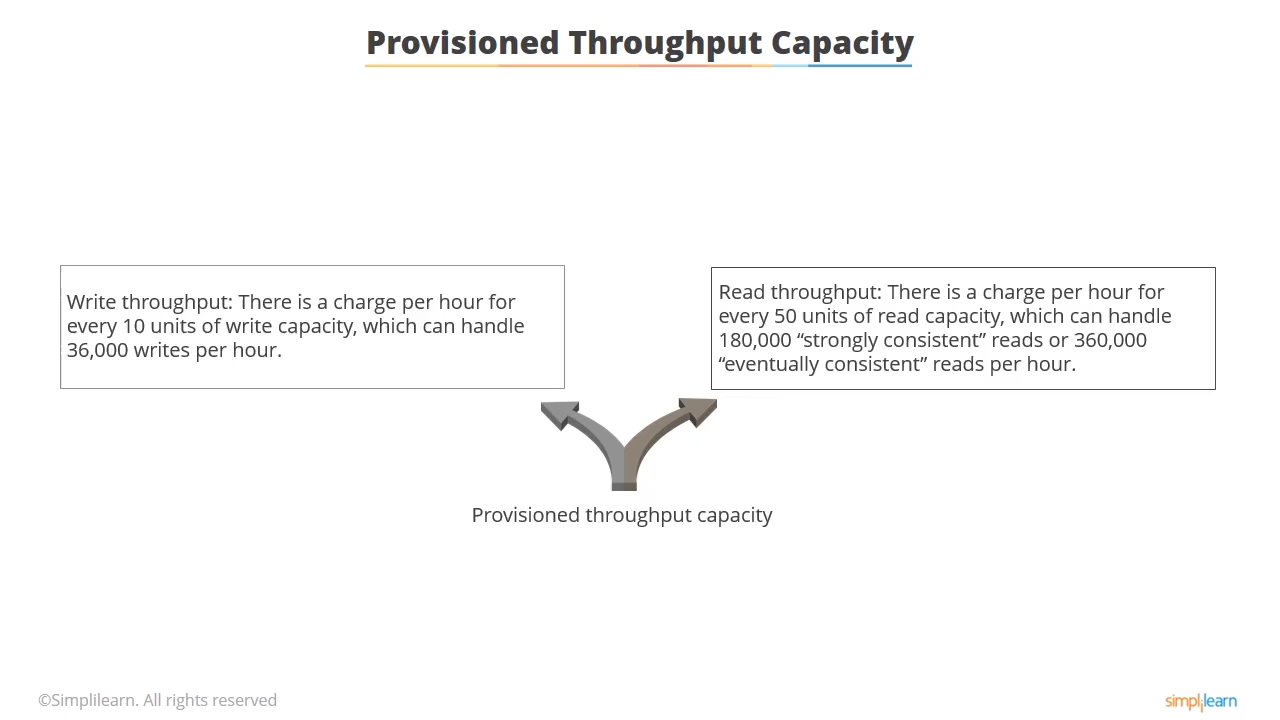 Provisioned Throughput Capacity
Write throughput: There is a charge per hour for
every 10 units of write capacity, which can handle
36,000 writes per hour.
Read throughput: There is a charge per hour for
every 50 units of read capacity, which can handle
180,000 “strongly consistent” reads or 360,000
“eventually consistent” reads per hour.
Provisioned throughput capacity
©Simplilearn. All rights reserved
simplilearn